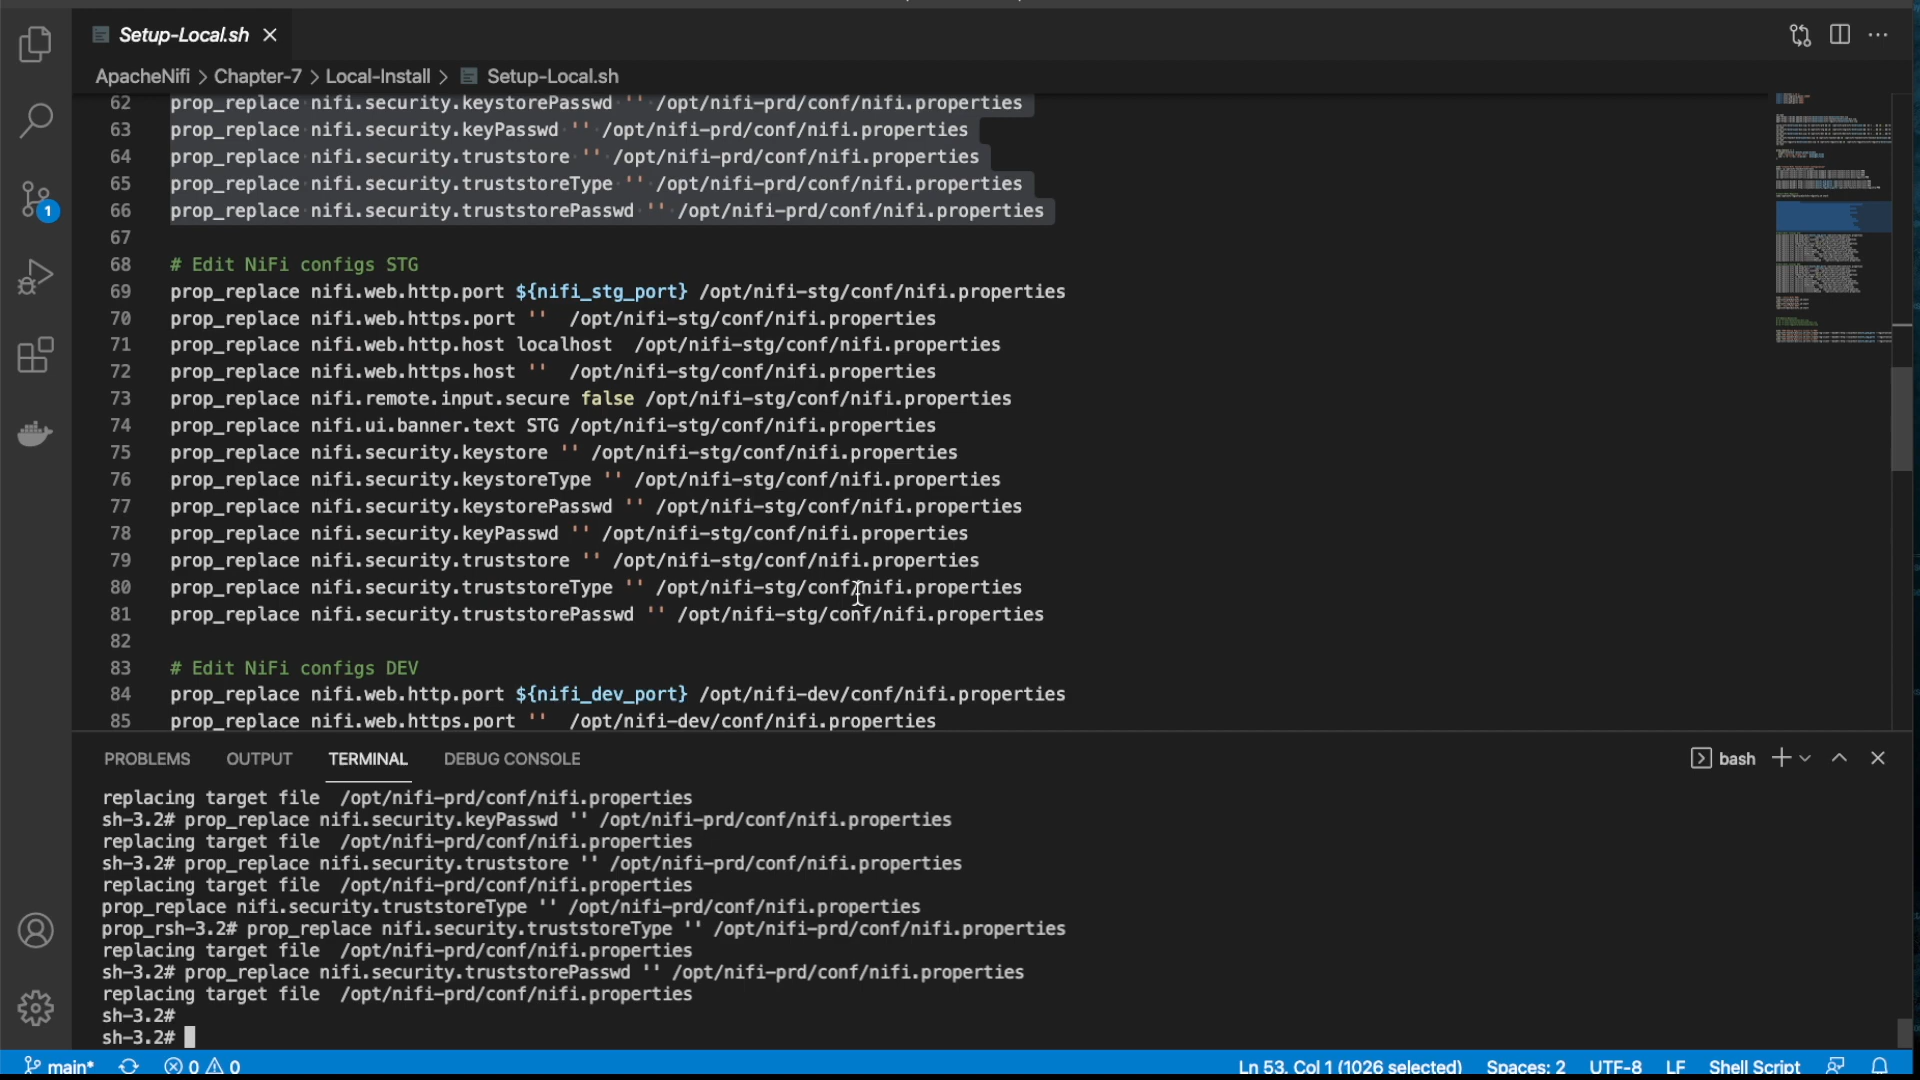 Setup-Local.sh
ApacheNifi > Chapter-7 > Local-Install > Setup-Local.sh
62 prop_replace nifi.security.keystorePasswd '' /opt/nifi-prd/conf/nifi.properties
63 prop_replace nifi.security.keyPasswd '' /opt/nifi-prd/conf/nifi.properties
64 prop_replace nifi.security.truststore '' /opt/nifi-prd/conf/nifi.properties
65 prop_replace nifi.security.truststoreType '' /opt/nifi-prd/conf/nifi.properties
66 prop_replace nifi.security.truststorePasswd '' /opt/nifi-prd/conf/nifi.properties
67
68 # Edit NiFi configs STG
69 prop_replace nifi.web.http.port ${nifi_stg_port} /opt/nifi-stg/conf/nifi.properties
70 prop_replace nifi.web.https.port ''  /opt/nifi-stg/conf/nifi.properties
71 prop_replace nifi.web.http.host localhost  /opt/nifi-stg/conf/nifi.properties
72 prop_replace nifi.web.https.host ''  /opt/nifi-stg/conf/nifi.properties
73 prop_replace nifi.remote.input.secure false /opt/nifi-stg/conf/nifi.properties
74 prop_replace nifi.ui.banner.text STG /opt/nifi-stg/conf/nifi.properties
75 prop_replace nifi.security.keystore '' /opt/nifi-stg/conf/nifi.properties
76 prop_replace nifi.security.keystoreType '' /opt/nifi-stg/conf/nifi.properties
77 prop_replace nifi.security.keystorePasswd '' /opt/nifi-stg/conf/nifi.properties
78 prop_replace nifi.security.keyPasswd '' /opt/nifi-stg/conf/nifi.properties
79 prop_replace nifi.security.truststore '' /opt/nifi-stg/conf/nifi.properties
80 prop_replace nifi.security.truststoreType '' /opt/nifi-stg/conf/nifi.properties
81 prop_replace nifi.security.truststorePasswd '' /opt/nifi-stg/conf/nifi.properties
82
83 # Edit NiFi configs DEV
84 prop_replace nifi.web.http.port ${nifi_dev_port} /opt/nifi-dev/conf/nifi.properties
85 prop_replace nifi.web.https.port ''  /opt/nifi-dev/conf/nifi.properties
1
PROBLEMS OUTPUT TERMINAL DEBUG CONSOLE bash
replacing target file  /opt/nifi-prd/conf/nifi.properties
sh-3.2# prop_replace nifi.security.keyPasswd '' /opt/nifi-prd/conf/nifi.properties
replacing target file  /opt/nifi-prd/conf/nifi.properties
sh-3.2# prop_replace nifi.security.truststore '' /opt/nifi-prd/conf/nifi.properties
replacing target file  /opt/nifi-prd/conf/nifi.properties
prop_replace nifi.security.truststoreType '' /opt/nifi-prd/conf/nifi.properties
prop_rsh-3.2# prop_replace nifi.security.truststoreType '' /opt/nifi-prd/conf/nifi.properties
replacing target file  /opt/nifi-prd/conf/nifi.properties
sh-3.2# prop_replace nifi.security.truststorePasswd '' /opt/nifi-prd/conf/nifi.properties
replacing target file  /opt/nifi-prd/conf/nifi.properties
sh-3.2#
sh-3.2#
main* 0 0 Ln 53, Col 1 (1026 selected) Spaces: 2 UTF-8 LF Shell Script